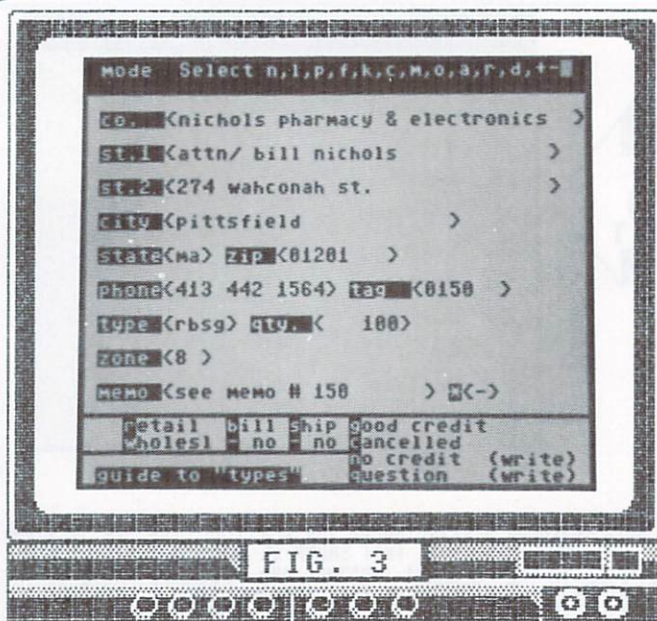 Mode Select n,l,p,f,k,c,m,o,a,r,d,+-
co. <nichols pharmacy & electronics >
st.1 <attn/ bill nichols >
st.2 <274 wahconah st. >
city <pittsfield >
state<ma> zip <01201 >
phone<413 442 1564> tag <0150 >
type <rbsg> qty. < 100>
zone <8 >
memo <see memo # 150 > <->
retail bill ship good credit
wholesl - no - no cancelled
no credit (write)
guide to "types" question (write)
FIG. 3